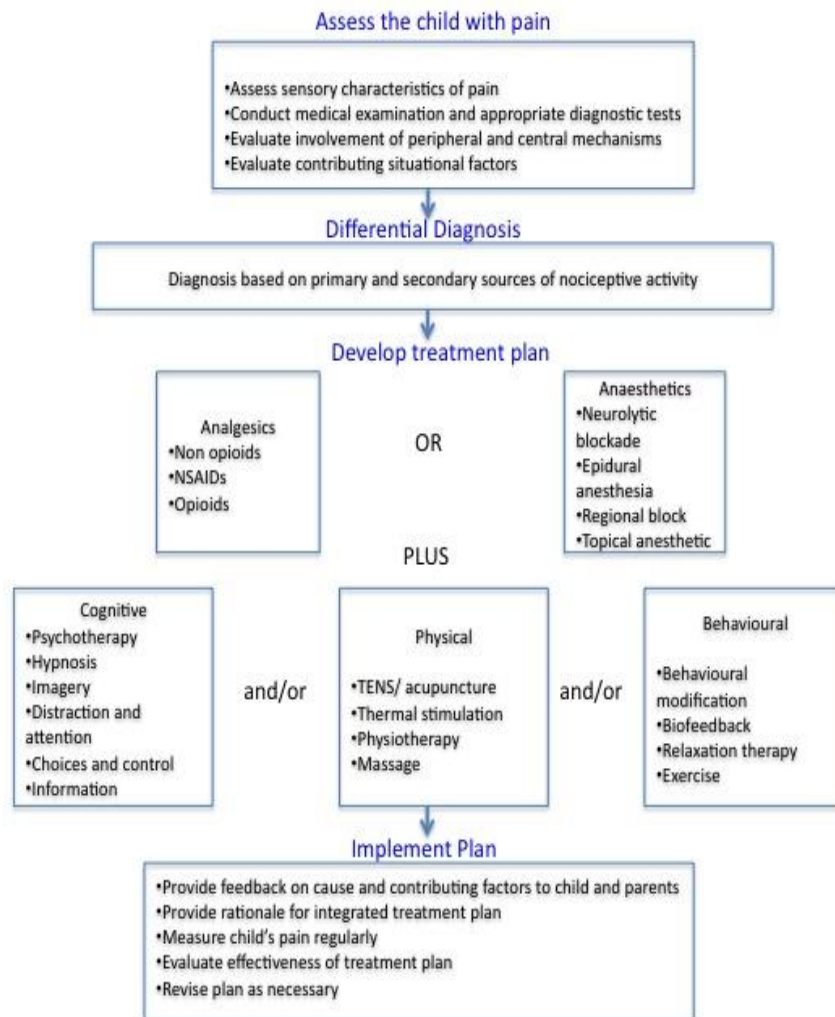 Assess the child with pain
•Assess sensory characteristics of pain
•Conduct medical examination and appropriate diagnostic tests
•Evaluate involvement of peripheral and central mechanisms
•Evaluate contributing situational factors
Differential Diagnosis
Diagnosis based on primary and secondary sources of nociceptive activity
Develop treatment plan
Analgesics
•Non opioids
•NSAIDs
•Opioids
OR
Anaesthetics
•Neurolytic
blockade
•Epidural
anesthesia
•Regional block
•Topical anesthetic
PLUS
Cognitive
•Psychotherapy
•Hypnosis
•Imagery
•Distraction and
attention
•Choices and control
•Information
and/or
Physical
•TENS/ acupuncture
•Thermal stimulation
•Physiotherapy
•Massage
and/or
Behavioural
•Behavioural
modification
•Biofeedback
•Relaxation therapy
•Exercise
Implement Plan
•Provide feedback on cause and contributing factors to child and parents
•Provide rationale for integrated treatment plan
•Measure child's pain regularly
•Evaluate effectiveness of treatment plan
•Revise plan as necessary